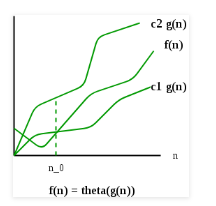 c2 g(n)
f(n)
c1 g(n)
n
n_0
f(n) = theta(g(n))